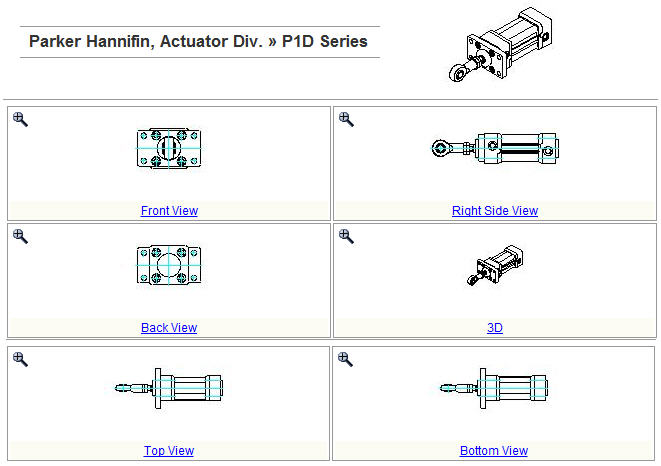 Parker Hannifin, Actuator Div. » P1D Series
Front View
Right Side View
Back View
3D
Top View
Bottom View